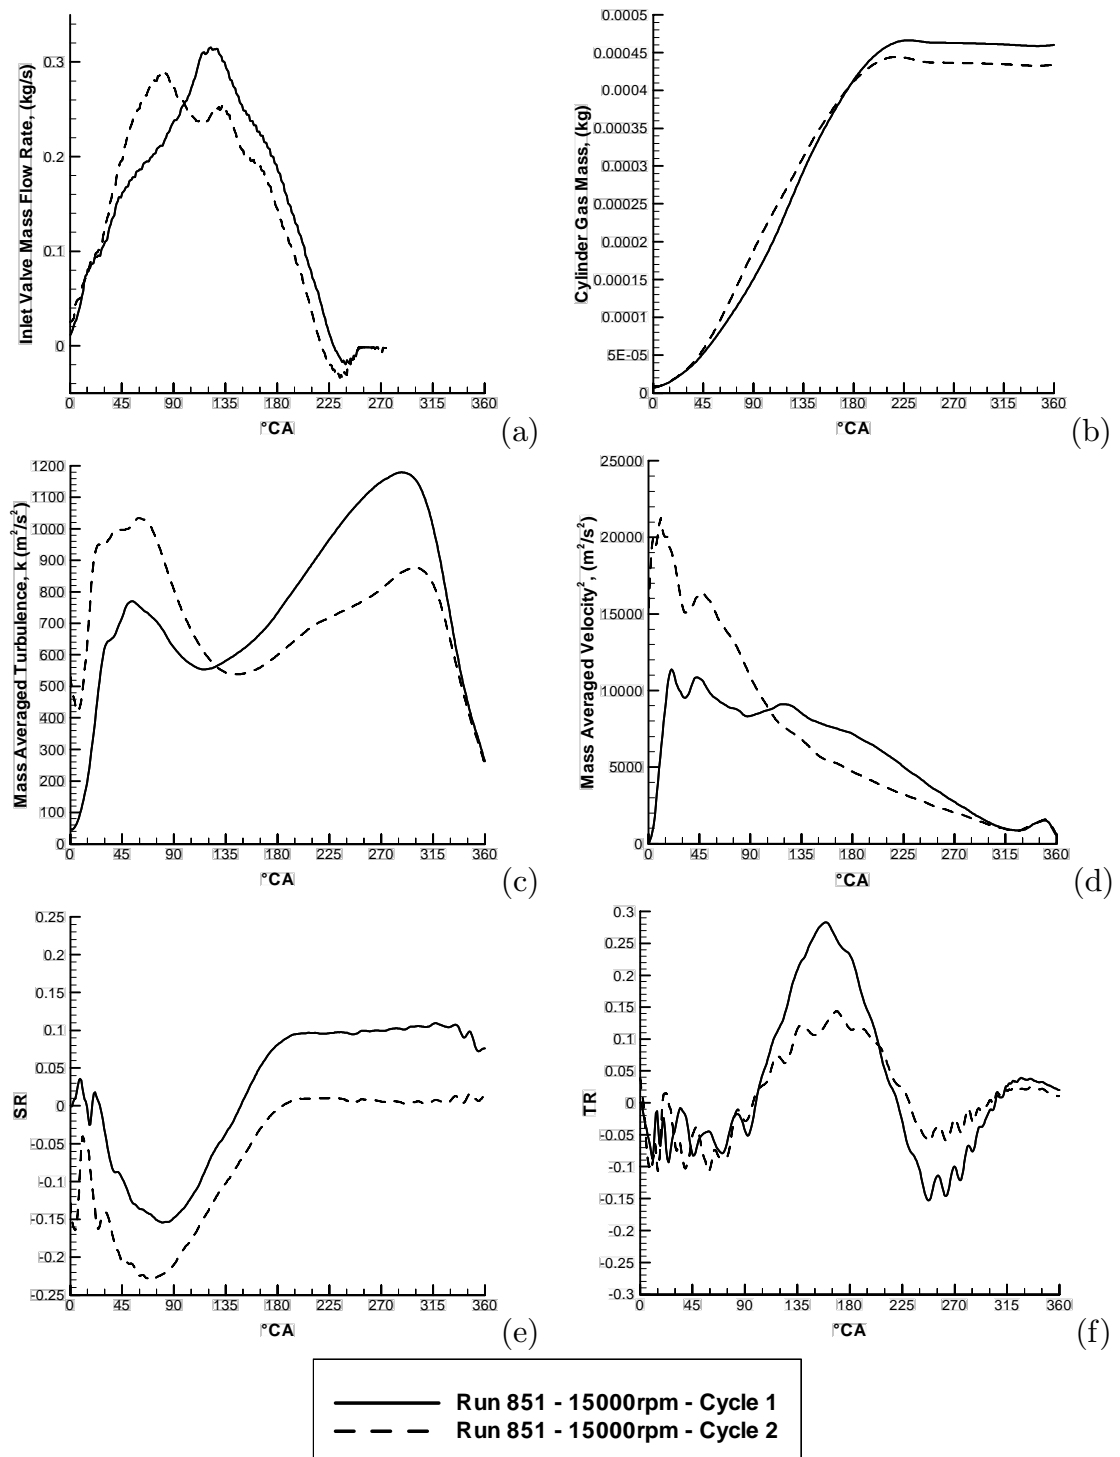 Inlet Valve Mass Flow Rate, (kg/s)
0.3
0.2
0.1
0
0 45 90 135 180 225 270 315 360
°CA
(a)
Cylinder Gas Mass, (kg)
0.0005
0.00045
0.0004
0.00035
0.0003
0.00025
0.0002
0.00015
0.0001
5E-05
0
0 45 90 135 180 225 270 315 360
°CA
(b)
Mass Averaged Turbulence, k (m²/s²)
1200
1100
1000
900
800
700
600
500
400
300
200
100
0
0 45 90 135 180 225 270 315 360
°CA
(c)
Mass Averaged Velocity², (m²/s²)
25000
20000
15000
10000
5000
0
0 45 90 135 180 225 270 315 360
°CA
(d)
SR
0.25
0.2
0.15
0.1
0.05
0
-0.05
-0.1
-0.15
-0.2
-0.25
0 45 90 135 180 225 270 315 360
°CA
(e)
TR
0.3
0.25
0.2
0.15
0.1
0.05
0
-0.05
-0.1
-0.15
-0.2
-0.25
-0.3
0 45 90 135 180 225 270 315 360
°CA
(f)
Run 851 - 15000rpm - Cycle 1
Run 851 - 15000rpm - Cycle 2